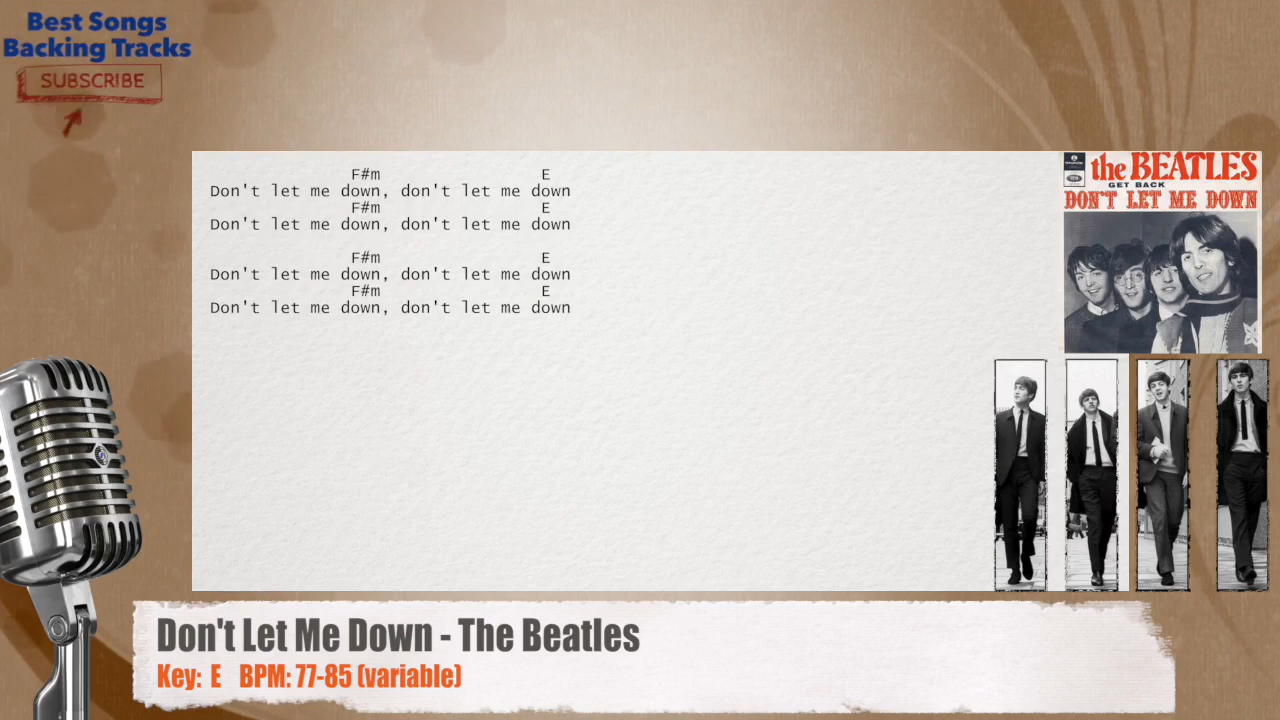 Best Songs
Backing Tracks
SUBSCRIBE
F#m E
Don't let me down, don't let me down
F#m E
Don't let me down, don't let me down
F#m E
Don't let me down, don't let me down
F#m E
Don't let me down, don't let me down
the BEATLES
GET BACK
DON'T LET ME DOWN
Don't Let Me Down - The Beatles
Key: E BPM: 77-85 (variable)